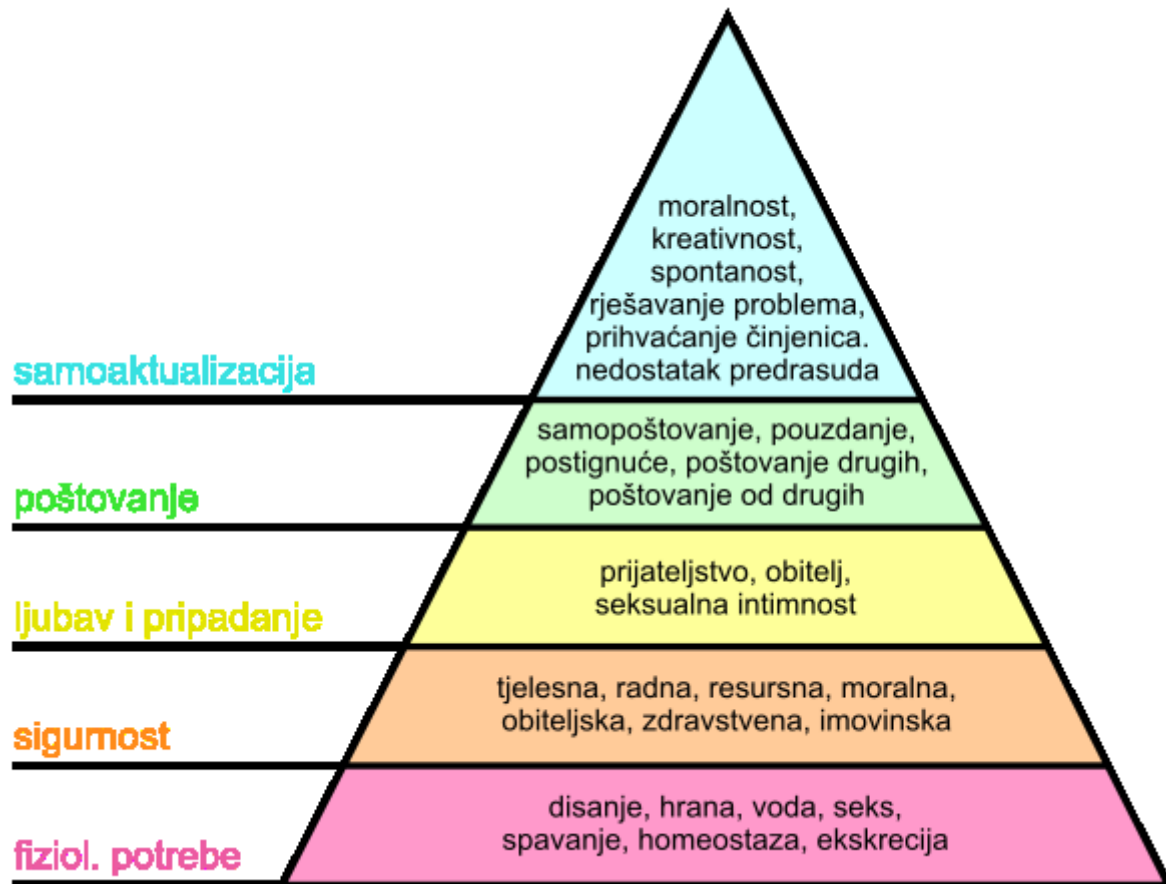 moralnost,
kreativnost,
spontanost,
rješavanje problema,
prihvaćanje činjenica.
nedostatak predrasuda
samoaktualizacija
samopoštovanje, pouzdanje,
postignuće, poštovanje drugih,
poštovanje od drugih
poštovanje
prijateljstvo, obitelj,
seksualna intimnost
ljubav i pripadanje
tjelesna, radna, resursna, moralna,
obiteljska, zdravstvena, imovinska
sigurnost
disanje, hrana, voda, seks,
spavanje, homeostaza, ekskrecija
fiziol. potrebe